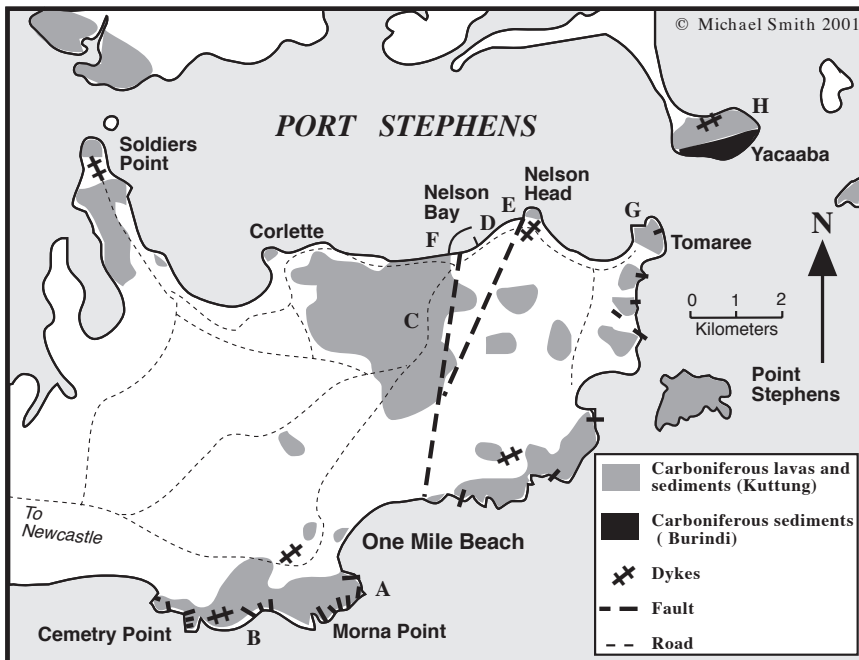 © Michael Smith 2001
H
PORT STEPHENS
Soldiers
Point
Yacaaba
Nelson
Head
Nelson
Bay
E
G
D
F
N
Corlette
Tomaree
0 1 2
Kilometers
C
Point
Stephens
Carboniferous lavas and
sediments (Kuttung)
To
Newcastle
Carboniferous sediments
( Burindi)
One Mile Beach
Dykes
A
Fault
Cemetry Point
B
Morna Point
Road